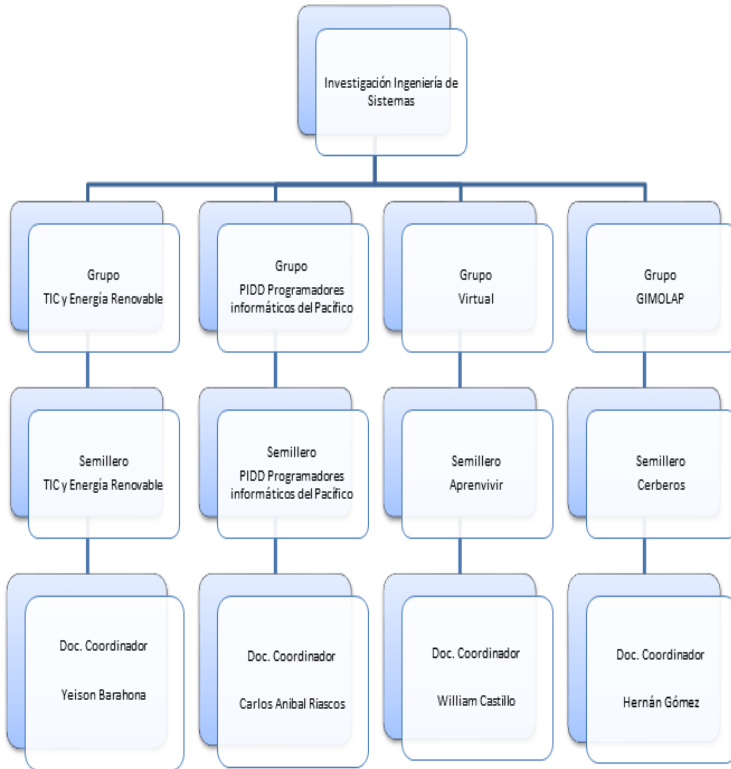 Investigación Ingeniería de
Sistemas
Grupo
TIC y Energía Renovable
Grupo
PIDD Programadores
informáticos del Pacífico
Grupo
Virtual
Grupo
GIMOLAP
Semillero
TIC y Energía Renovable
Semillero
PIDD Programadores
informáticos del Pacífico
Semillero
Aprenvivir
Semillero
Cerberos
Doc. Coordinador
Yeison Barahona
Doc. Coordinador
Carlos Anibal Riascos
Doc. Coordinador
William Castillo
Doc. Coordinador
Hernán Gómez